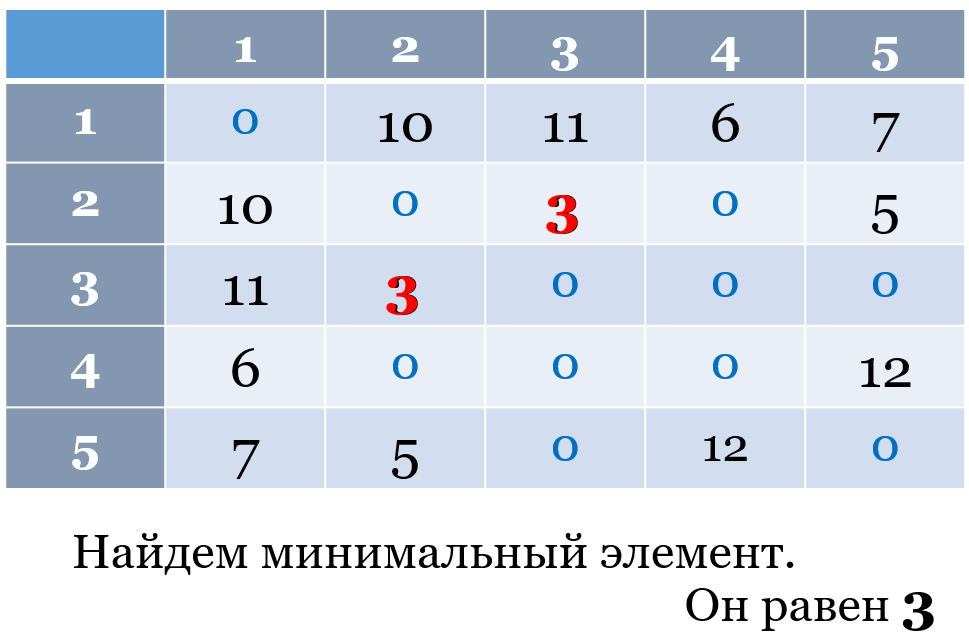 1 2 3 4 5
1 0 10 11 6 7
2 10 0 3 0 5
3 11 3 0 0 0
4 6 0 0 0 12
5 7 5 0 12 0
Найдем минимальный элемент.
Он равен 3